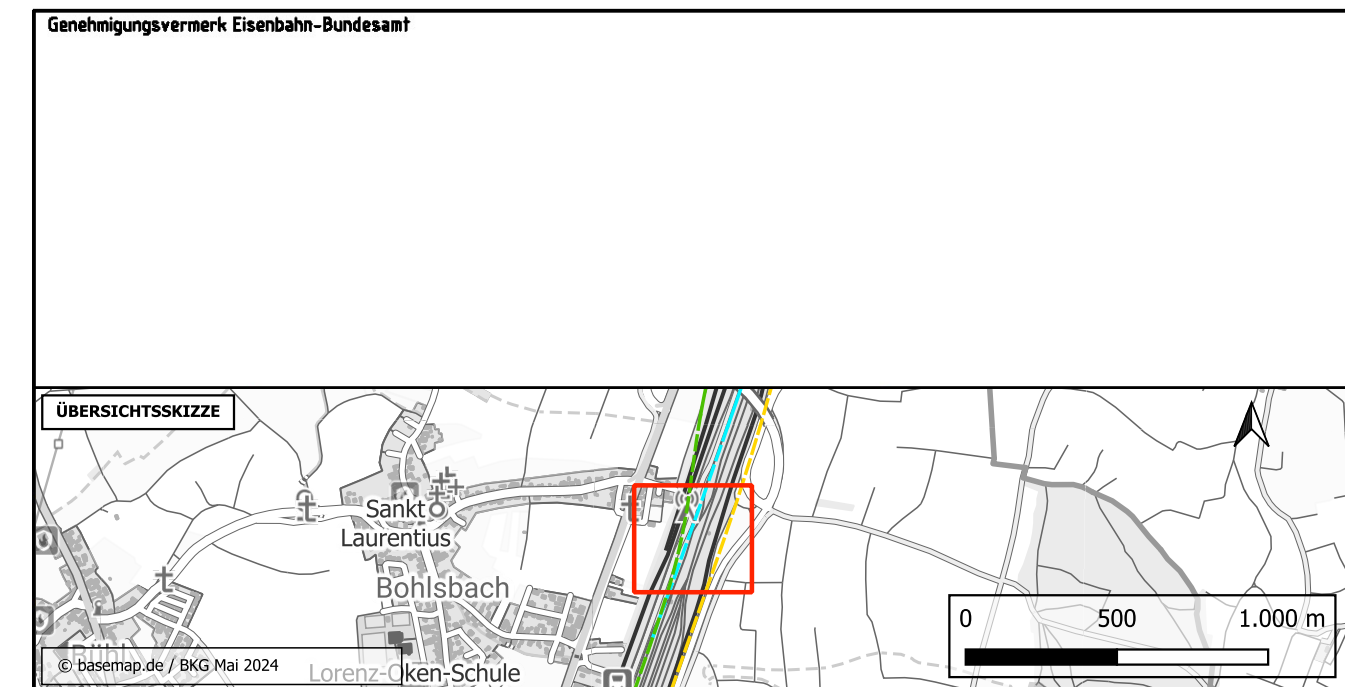 Genehmigungsvermerk Eisenbahn-Bundesamt
ÜBERSICHTSSKIZZE
Sankt
Laurentius
Bohlsbach
0 500 1.000 m
Bühl
© basemap.de / BKG Mai 2024
Lorenz-Oken-Schule